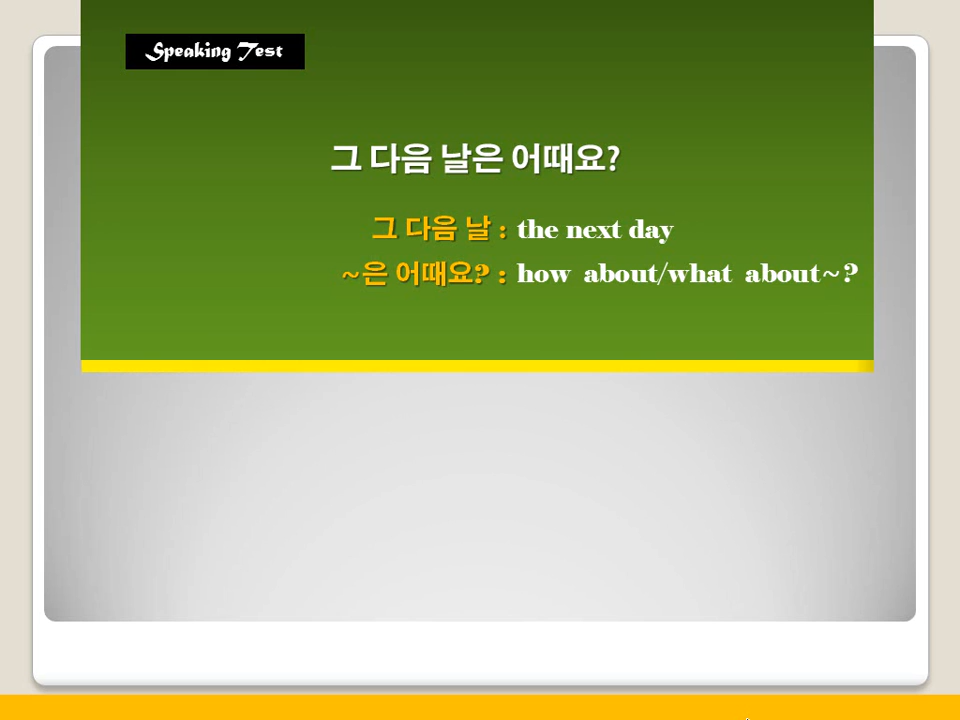 Speaking Test
그 다음 날은 어때요?
그 다음 날 : the next day
~은 어때요? : how about/what about~?